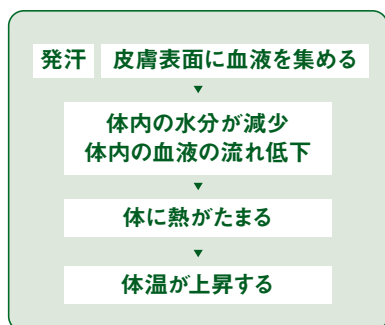 発汗 皮膚表面に血液を集める
▼
体内の水分が減少
体内の血液の流れ低下
▼
体に熱がたまる
▼
体温が上昇する